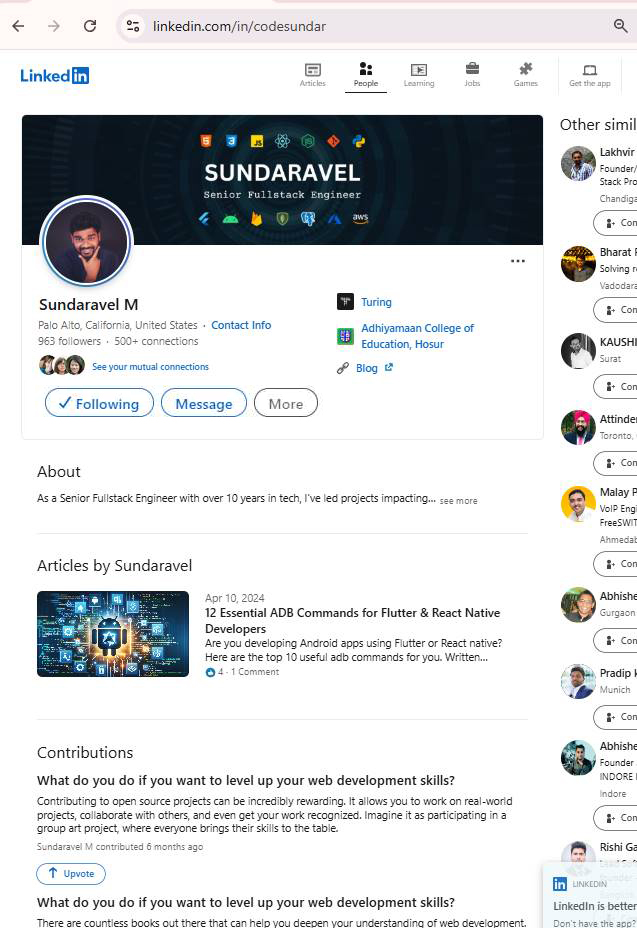 linkedin.com/in/codesundar
Linked in
Articles
People
Learning
Jobs
Games
Get the app
JS
SUNDARAVEL
Senior Fullstack Engineer
aws
Sundaravel M
Palo Alto, California, United States · Contact Info
963 followers · 500+ connections
See your mutual connections
Following
Message
More
Turing
Adhiyamaan College of
Education, Hosur
Blog
About
As a Senior Fullstack Engineer with over 10 years in tech, I've led projects impacting... see more
Articles by Sundaravel
Apr 10, 2024
12 Essential ADB Commands for Flutter & React Native
Developers
Are you developing Android apps using Flutter or React native?
Here are the top 10 useful adb commands for you. Written...
4 · 1 Comment
Contributions
What do you do if you want to level up your web development skills?
Contributing to open source projects can be incredibly rewarding. It allows you to work on real-world
projects, collaborate with others, and even get your work recognized. Imagine it as participating in a
group art project, where everyone brings their skills to the table.
Sundaravel M contributed 6 months ago
Upvote
What do you do if you want to level up your web development skills?
There are countless books out there that can help you deepen your understanding of web development.
Other simil
Lakhvir
Founder/
Stack Pro
Chandiga
Con
Bharat P
Solving r
Vadodara
Con
KAUSHI
Surat
Con
Attinder
Toronto,
Con
Malay P
VoIP Engi
FreeSWIT
Ahmedab
Con
Abhishe
Gurgaon
Con
Pradip k
Munich
Con
Abhishe
Founder
INDORE I
Indore
Con
Rishi Ga
in LINKEDIN
LinkedIn is better
Don't have the app?